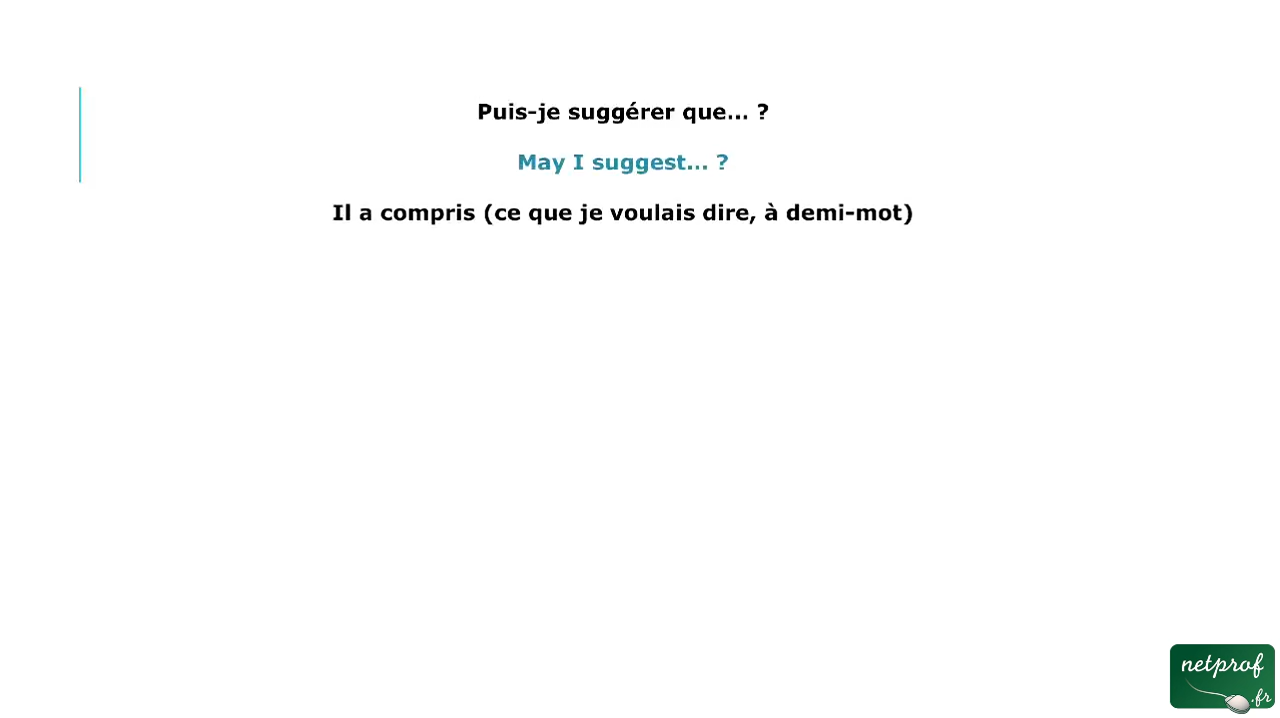 Puis-je suggérer que... ?
May I suggest... ?
Il a compris (ce que je voulais dire, à demi-mot)
netprof
.fr